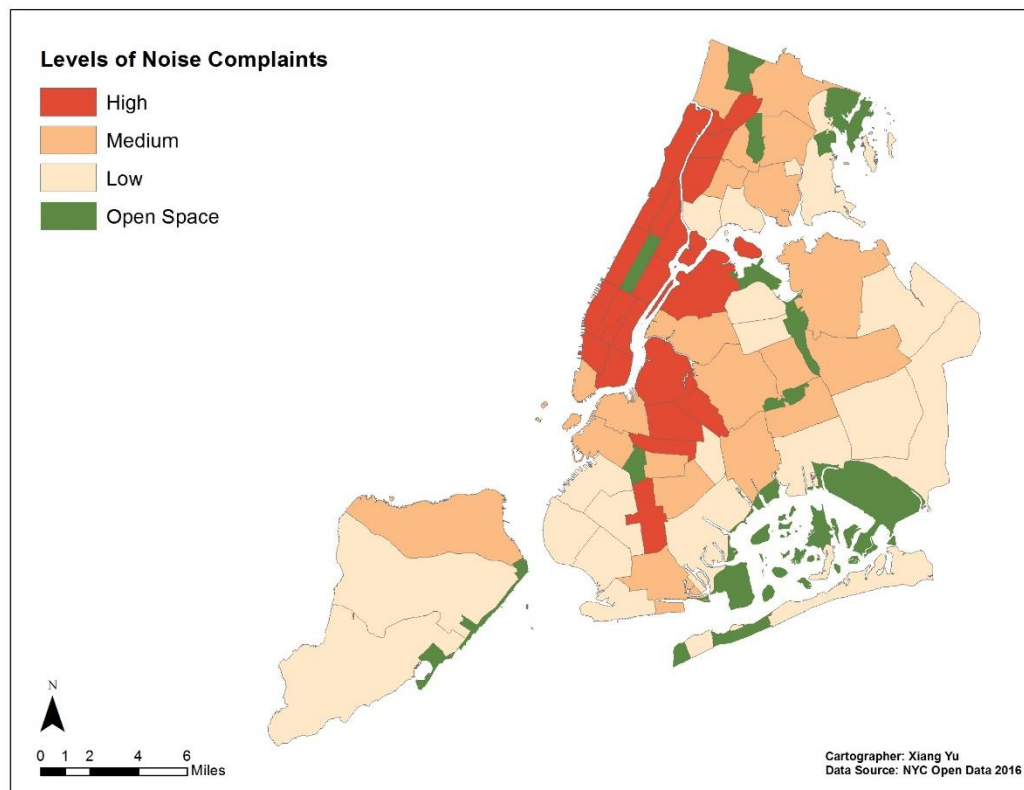 Levels of Noise Complaints
High
Medium
Low
Open Space
N
0 1 2 4 6
Miles
Cartographer: Xiang Yu
Data Source: NYC Open Data 2016